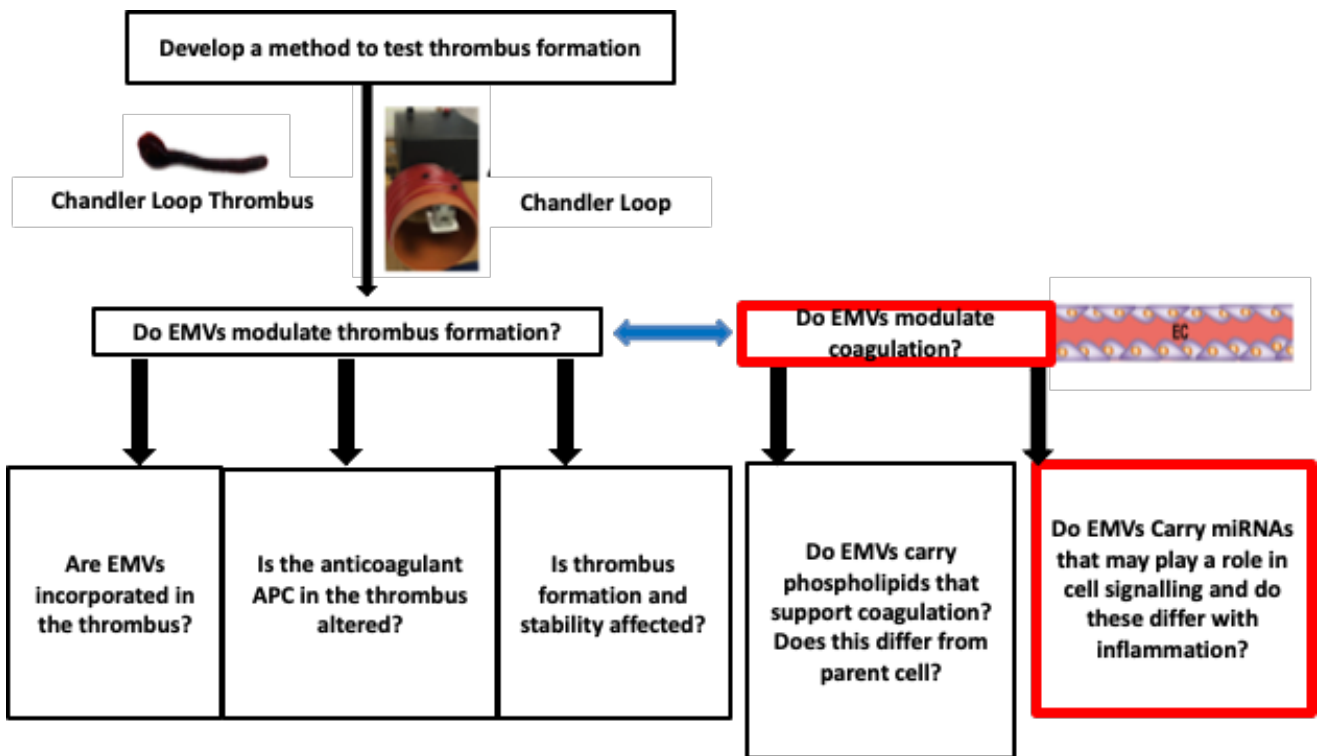 Develop a method to test thrombus formation
Chandler Loop Thrombus
Chandler Loop
Do EMVs modulate thrombus formation?
Do EMVs modulate
coagulation?
EC
Are EMVs
incorporated in
the thrombus?
Is the anticoagulant
APC in the thrombus
altered?
Is thrombus
formation and
stability affected?
Do EMVs carry
phospholipids that
support coagulation?
Does this differ from
parent cell?
Do EMVs Carry miRNAs
that may play a role in
cell signalling and do
these differ with
inflammation?